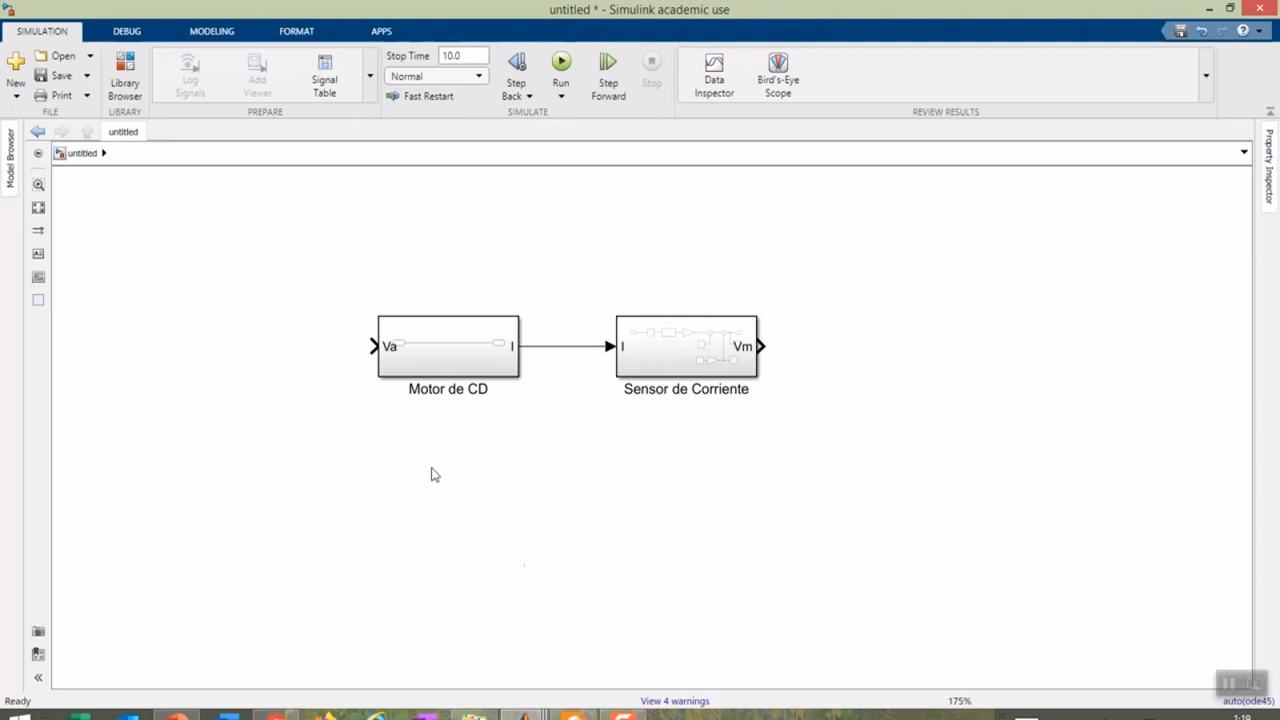 untitled * - Simulink academic use
SIMULATION DEBUG MODELING FORMAT APPS
New
Open
Save
Print
FILE
Library Browser
LIBRARY
Log Signals
Add Viewer
Signal Table
PREPARE
Stop Time 10.0
Normal
Fast Restart
Step Back
Run
Step Forward
Stop
SIMULATE
Data Inspector
Bird's-Eye Scope
REVIEW RESULTS
Model Browser
untitled
untitled
Property Inspector
Va I
Motor de CD
I Vm
Sensor de Corriente
Ready
View 4 warnings
175%
auto(ode45)
1:19